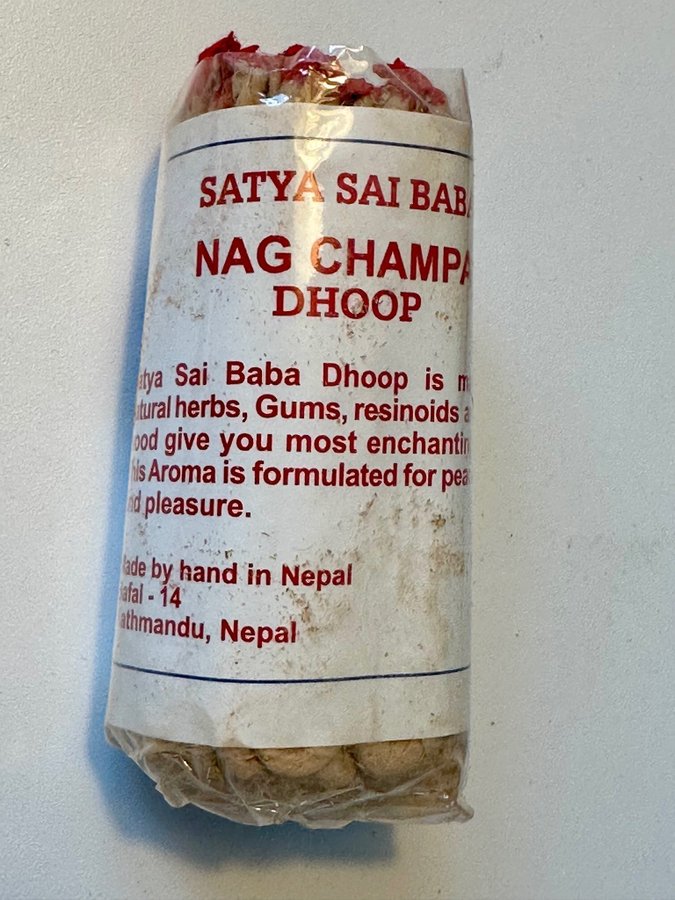 SATYA SAI BABA
NAG CHAMPA
DHOOP
atya Sai Baba Dhoop is m
tural herbs, Gums, resinoids a
ood give you most enchantin
his Aroma is formulated for pea
nd pleasure.
ade by hand in Nepal
afal - 14
athmandu, Nepal